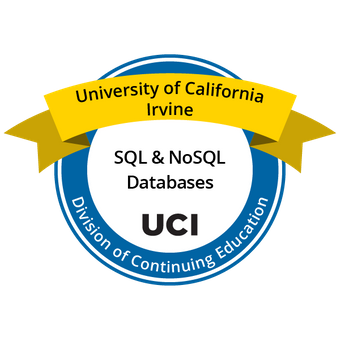 University of California
Irvine
SQL & NoSQL
Databases
UCI
Division of Continuing Education